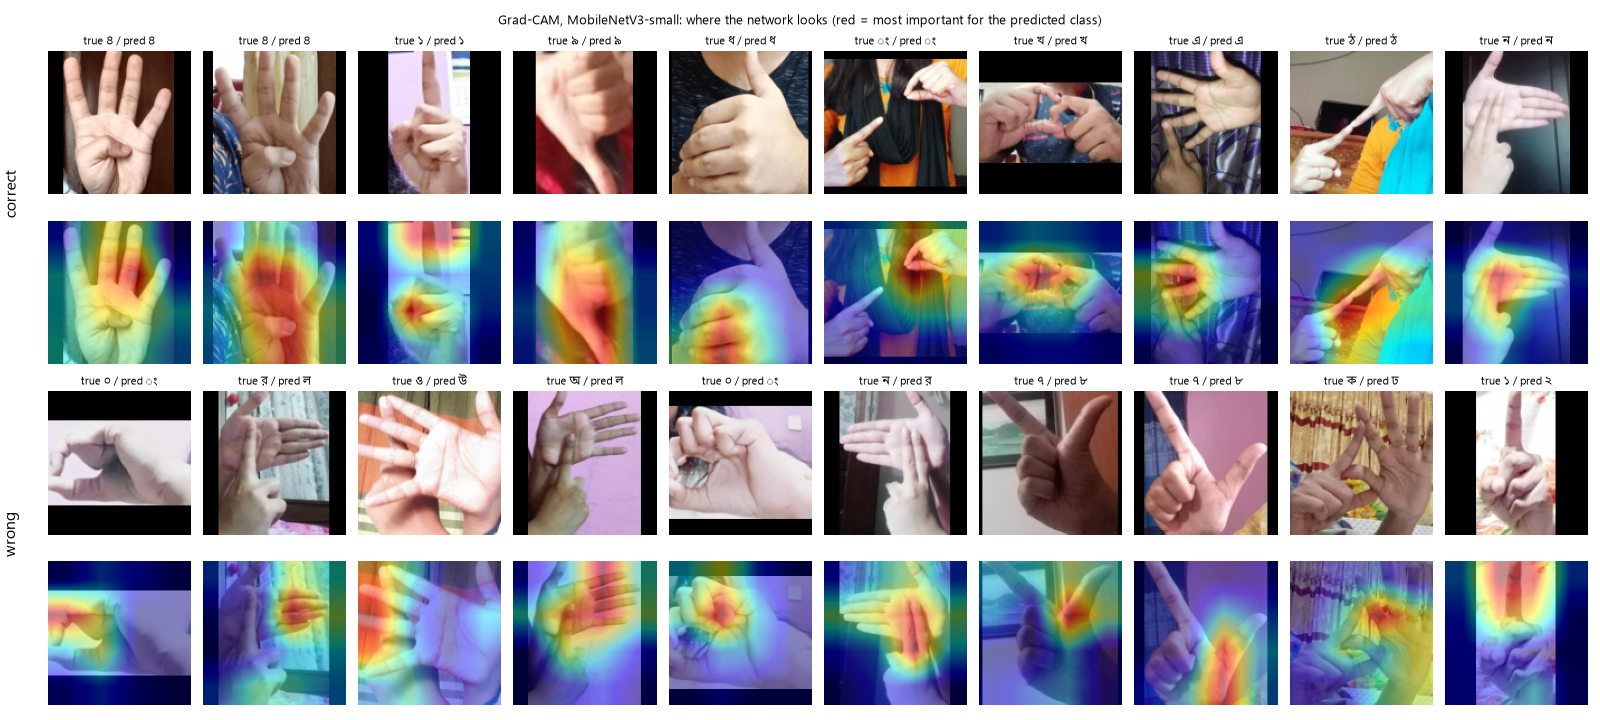 Grad-CAM, MobileNetV3-small: where the network looks (red = most important for the predicted class)
true ৪ / pred ৪ true ৪ / pred ৪ true ১ / pred ১ true ৯ / pred ৯ true ধ / pred ধ true ং / pred ং true খ / pred খ true এ / pred এ true ঠ / pred ঠ true ন / pred ন
correct
true ০ / pred ং true র / pred ল true ও / pred উ true অ / pred ল true ০ / pred ং true ন / pred র true ৭ / pred ৮ true ৭ / pred ৮ true ক / pred ঢ true ১ / pred ২
wrong